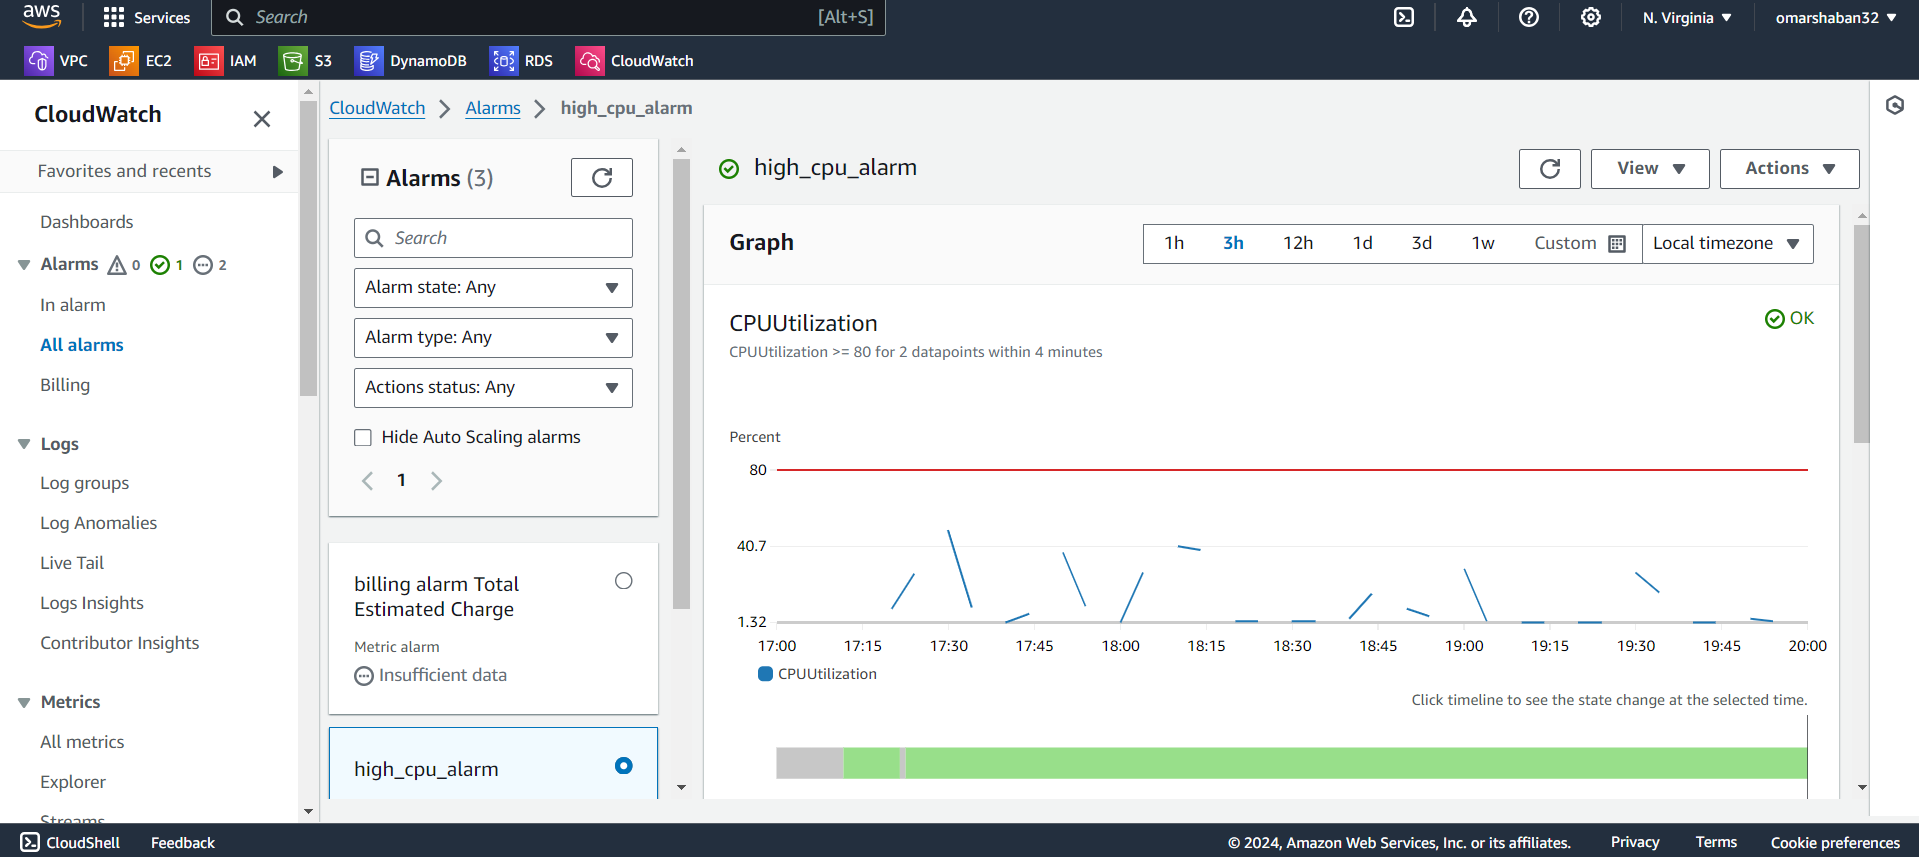 aws
Services
Search
[Alt+S]
N. Virginia
omarshaban32
VPC
EC2
IAM
S3
DynamoDB
RDS
CloudWatch
CloudWatch
Favorites and recents
Dashboards
Alarms 0 1 2
In alarm
All alarms
Billing
Logs
Log groups
Log Anomalies
Live Tail
Logs Insights
Contributor Insights
Metrics
All metrics
Explorer
Streams
CloudWatch
Alarms
high_cpu_alarm
Alarms (3)
Search
Alarm state: Any
Alarm type: Any
Actions status: Any
Hide Auto Scaling alarms
1
billing alarm Total
Estimated Charge
Metric alarm
Insufficient data
high_cpu_alarm
high_cpu_alarm
View
Actions
Graph
1h 3h 12h 1d 3d 1w Custom
Local timezone
CPUUtilization
OK
CPUUtilization >= 80 for 2 datapoints within 4 minutes
Percent
80
40.7
1.32
17:00 17:15 17:30 17:45 18:00 18:15 18:30 18:45 19:00 19:15 19:30 19:45 20:00
CPUUtilization
Click timeline to see the state change at the selected time.
CloudShell
Feedback
© 2024, Amazon Web Services, Inc. or its affiliates.
Privacy
Terms
Cookie preferences